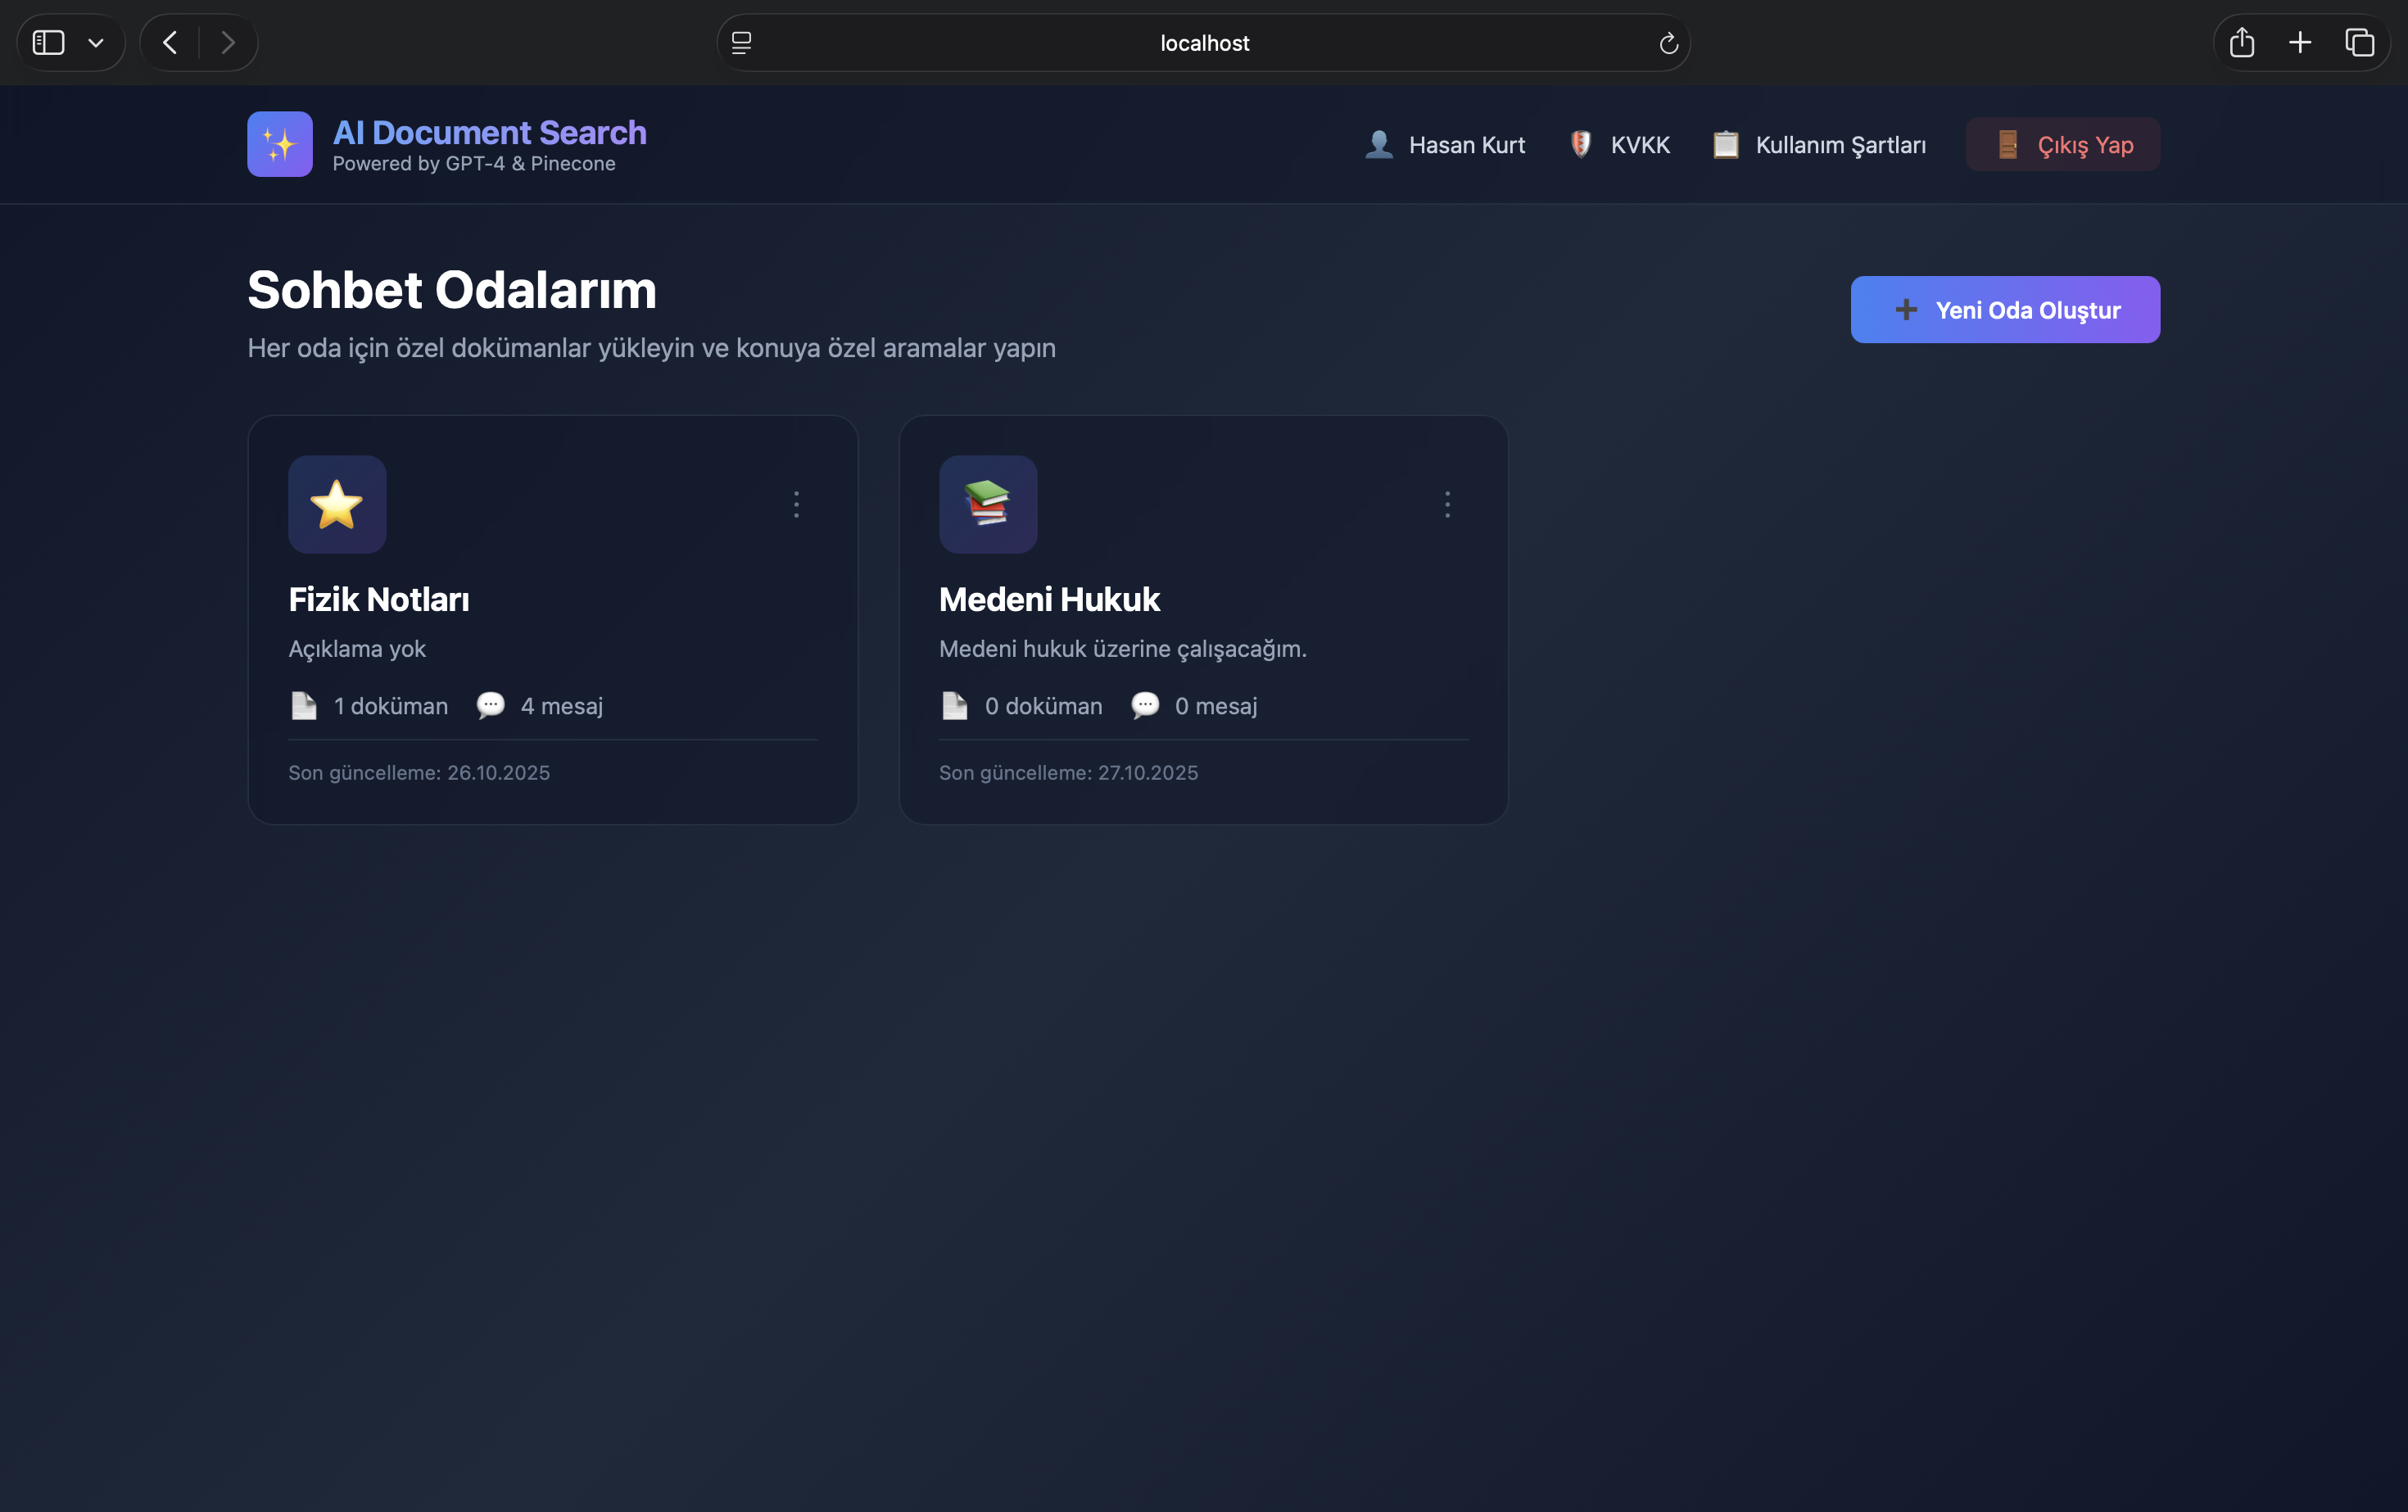 localhost
AI Document Search
Powered by GPT-4 & Pinecone
Hasan Kurt
KVKK
Kullanım Şartları
Çıkış Yap
Sohbet Odalarım
Her oda için özel dokümanlar yükleyin ve konuya özel aramalar yapın
Yeni Oda Oluştur
Fizik Notları
Açıklama yok
1 doküman
4 mesaj
Son güncelleme: 26.10.2025
Medeni Hukuk
Medeni hukuk üzerine çalışacağım.
0 doküman
0 mesaj
Son güncelleme: 27.10.2025